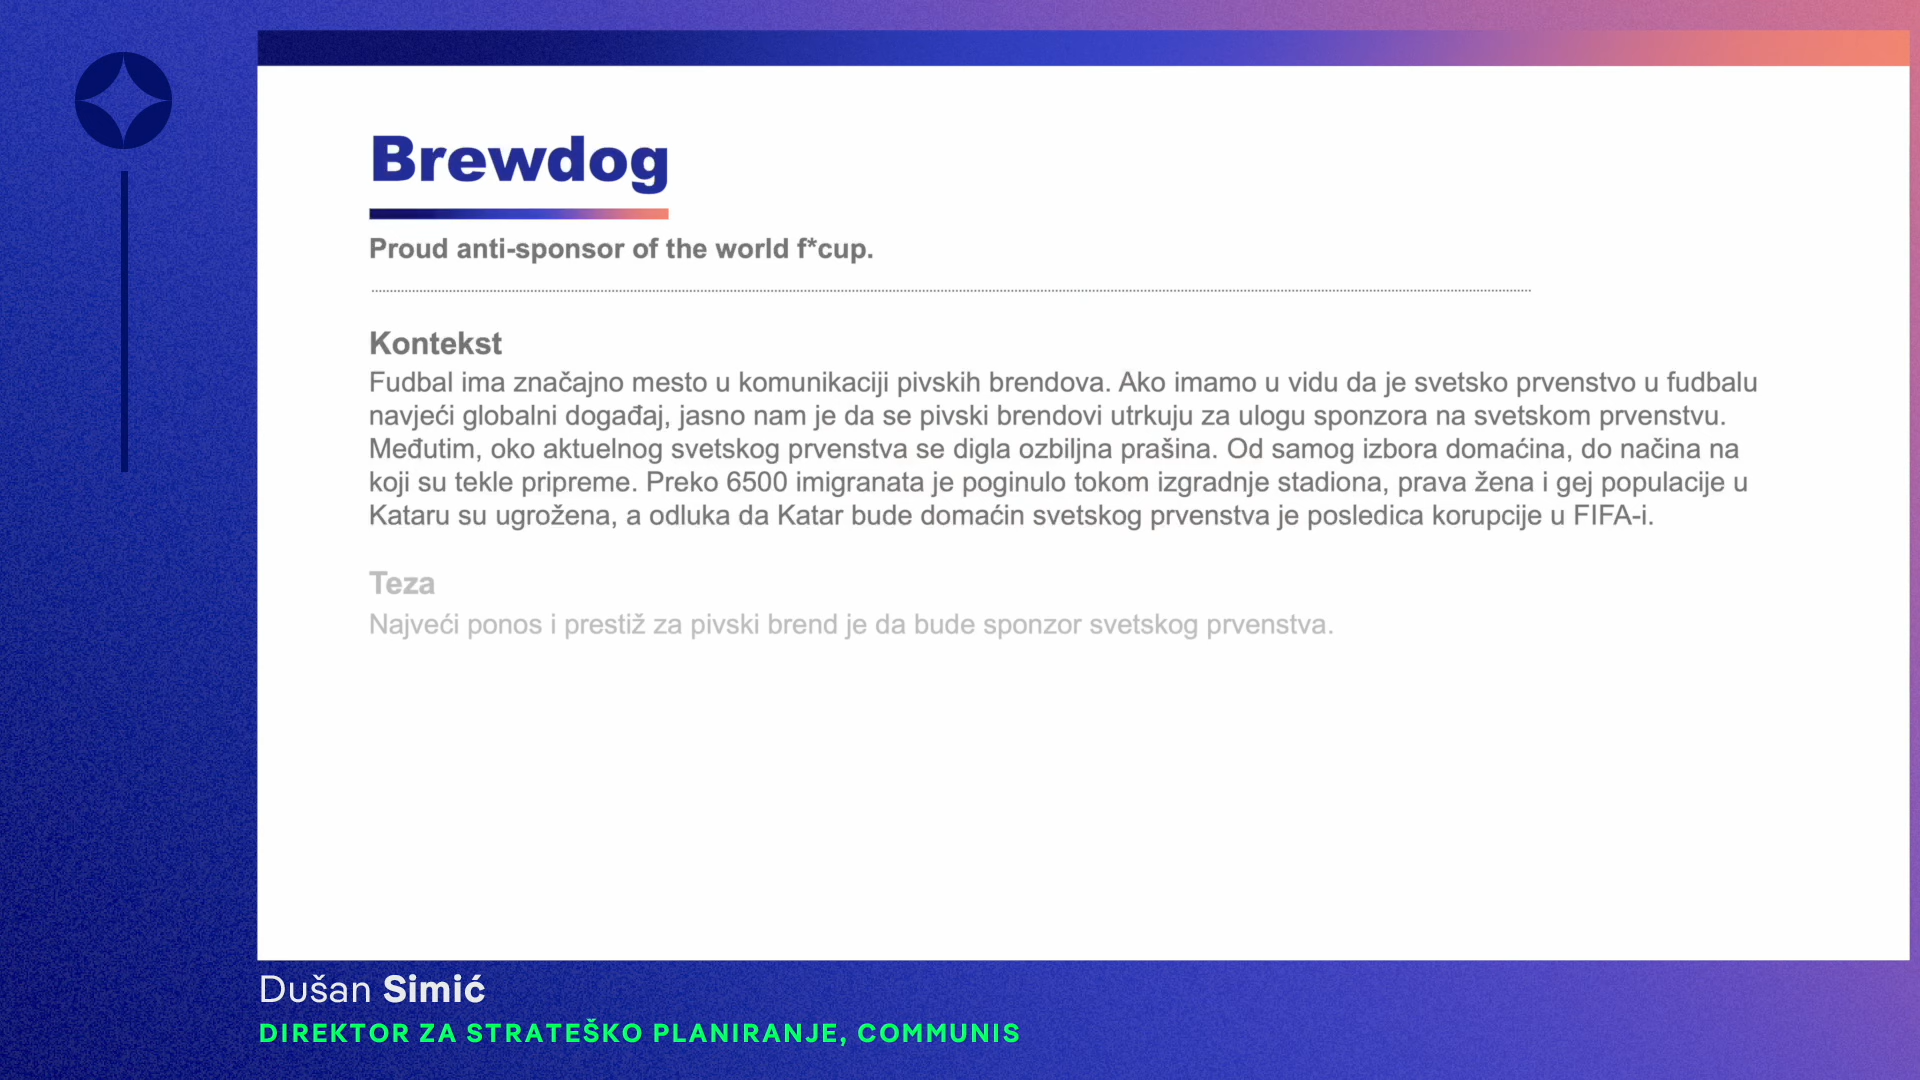 Brewdog
Proud anti-sponsor of the world f*cup.
Kontekst
Fudbal ima značajno mesto u komunikaciji pivskih brendova. Ako imamo u vidu da je svetsko prvenstvo u fudbalu
navjeći globalni događaj, jasno nam je da se pivski brendovi utrkuju za ulogu sponzora na svetskom prvenstvu.
Međutim, oko aktuelnog svetskog prvenstva se digla ozbiljna prašina. Od samog izbora domaćina, do načina na
koji su tekle pripreme. Preko 6500 imigranata je poginulo tokom izgradnje stadiona, prava žena i gej populacije u
Kataru su ugrožena, a odluka da Katar bude domaćin svetskog prvenstva je posledica korupcije u FIFA-i.
Teza
Najveći ponos i prestiž za pivski brend je da bude sponzor svetskog prvenstva.
Dušan Simić
DIREKTOR ZA STRATEŠKO PLANIRANJE, COMMUNIS